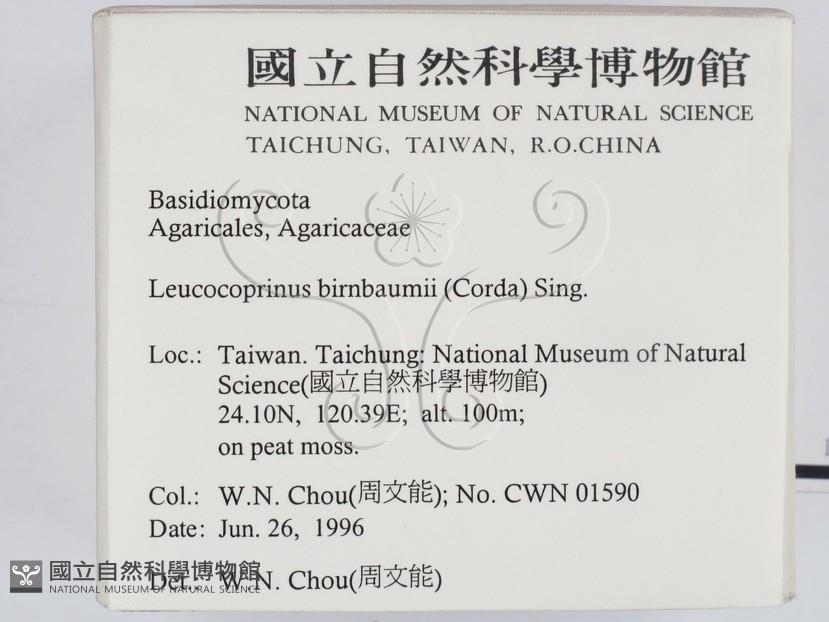 國立自然科學博物館
NATIONAL MUSEUM OF NATURAL SCIENCE
TAICHUNG, TAIWAN, R.O.CHINA
Basidiomycota
Agaricales, Agaricaceae
Leucocoprinus birnbaumii (Corda) Sing.
Loc.: Taiwan. Taichung: National Museum of Natural
Science(國立自然科學博物館)
24.10N, 120.39E; alt. 100m;
on peat moss.
Col.: W.N. Chou(周文能); No. CWN 01590
Date: Jun. 26, 1996
Det. W.N. Chou(周文能)
國立自然科學博物館
NATIONAL MUSEUM OF NATURAL SCIENCE